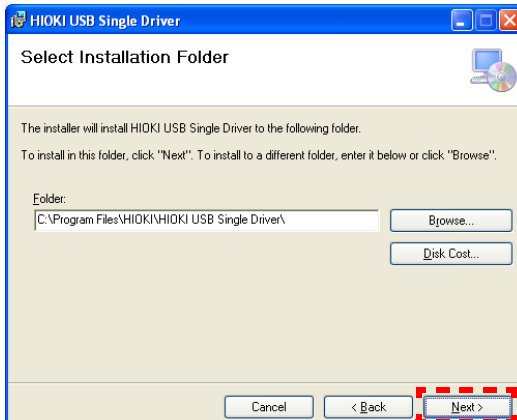 HIOKI USB Single Driver
Select Installation Folder
The installer will install HIOKI USB Single Driver to the following folder.
To install in this folder, click "Next". To install to a different folder, enter it below or click "Browse".
Folder:
C:\Program Files\HIOKI\HIOKI USB Single Driver\
Browse...
Disk Cost...
Cancel
< Back
Next >